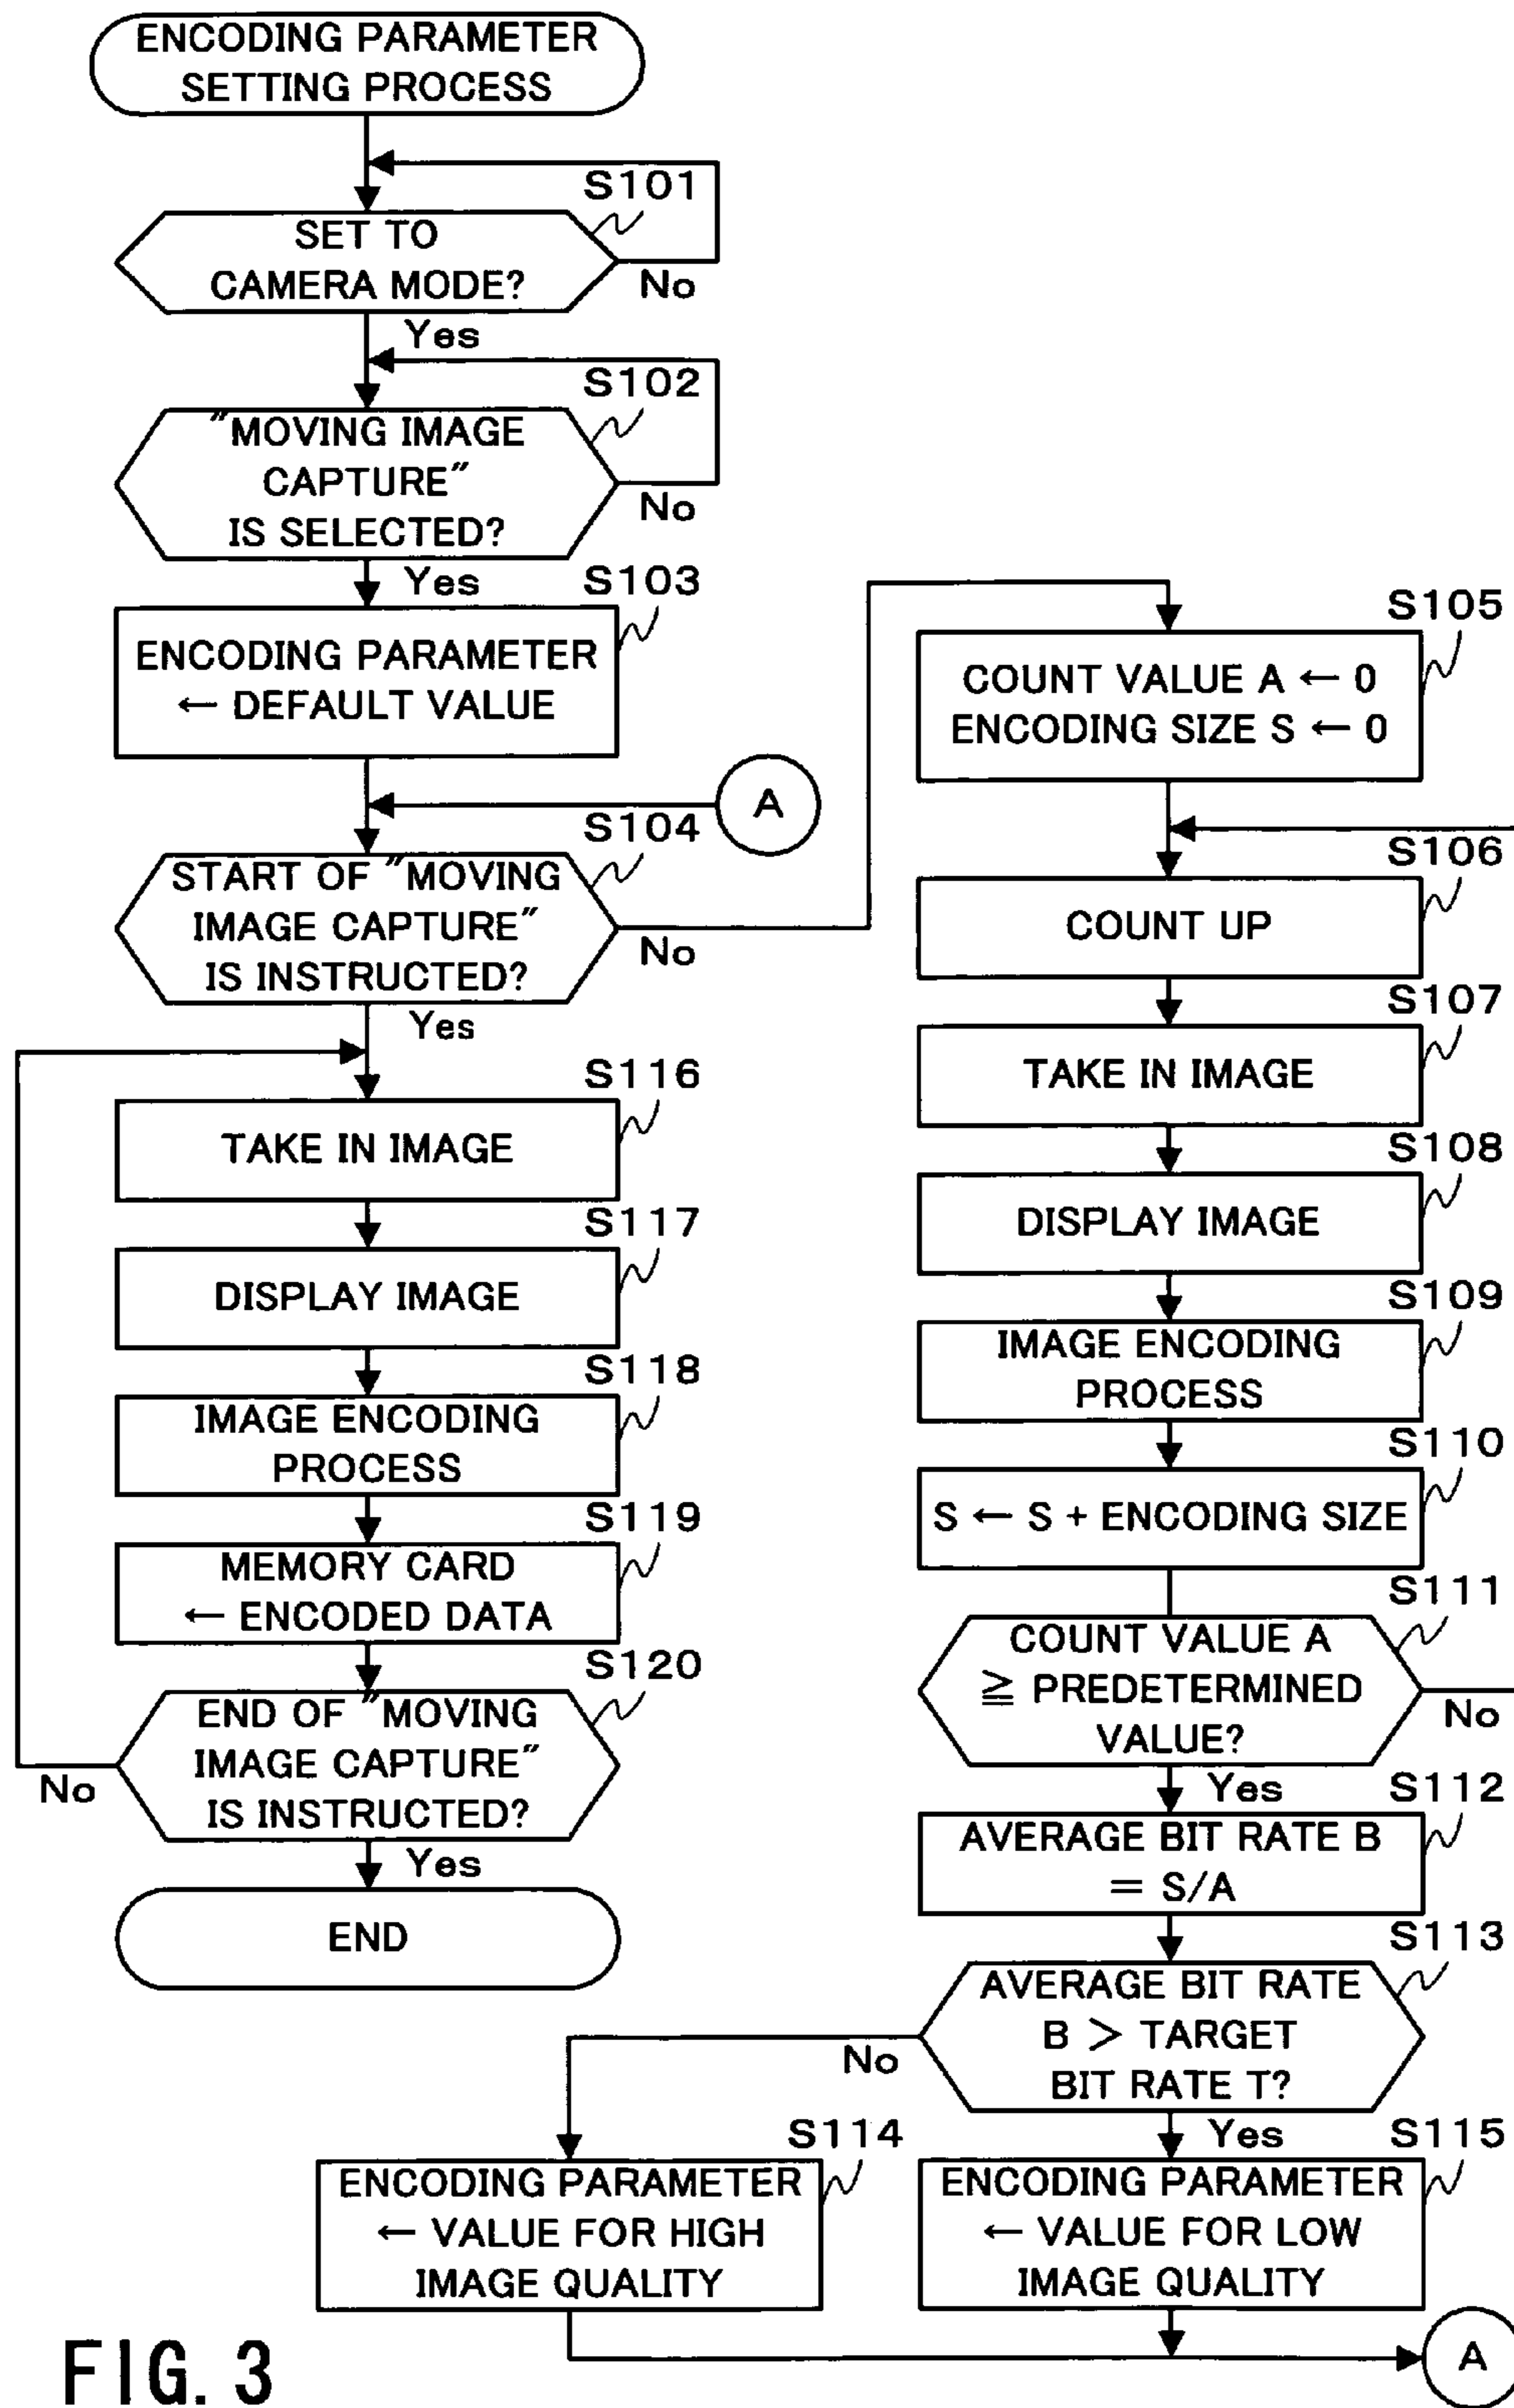 ENCODING PARAMETER
SETTING PROCESS
S101
SET TO
CAMERA MODE?
No
Yes
S102
"MOVING IMAGE
CAPTURE"
IS SELECTED?
No
Yes
S103
ENCODING PARAMETER
← DEFAULT VALUE
A
S104
START OF "MOVING
IMAGE CAPTURE"
IS INSTRUCTED?
No
Yes
S116
TAKE IN IMAGE
S117
DISPLAY IMAGE
S118
IMAGE ENCODING
PROCESS
S119
MEMORY CARD
← ENCODED DATA
S120
END OF "MOVING
IMAGE CAPTURE"
IS INSTRUCTED?
No
Yes
END
S105
COUNT VALUE A ← 0
ENCODING SIZE S ← 0
S106
COUNT UP
S107
TAKE IN IMAGE
S108
DISPLAY IMAGE
S109
IMAGE ENCODING
PROCESS
S110
S ← S + ENCODING SIZE
S111
COUNT VALUE A
≧ PREDETERMINED
VALUE?
No
Yes
S112
AVERAGE BIT RATE B
= S/A
S113
AVERAGE BIT RATE
B > TARGET
BIT RATE T?
No
Yes
S114
ENCODING PARAMETER
← VALUE FOR HIGH
IMAGE QUALITY
S115
ENCODING PARAMETER
← VALUE FOR LOW
IMAGE QUALITY
A
FIG. 3